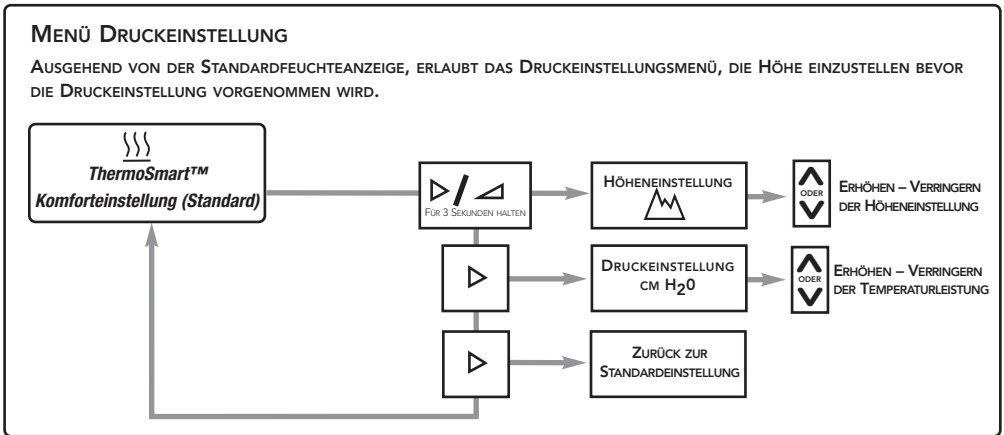 MENÜ DRUCKEINSTELLUNG
AUSGEHEND VON DER STANDARDFEUCHTEANZEIGE, ERLAUBT DAS DRUCKEINSTELLUNGSMENÜ, DIE HÖHE EINZUSTELLEN BEVOR
DIE DRUCKEINSTELLUNG VORGENOMMEN WIRD.
ThermoSmart™
Komforteinstellung (Standard)
/
FÜR 3 SEKUNDEN HALTEN
HÖHENEINSTELLUNG
ODER
ERHÖHEN – VERRINGERN
DER HÖHENEINSTELLUNG
DRUCKEINSTELLUNG
CM H20
ODER
ERHÖHEN – VERRINGERN
DER TEMPERATURLEISTUNG
ZURÜCK ZUR
STANDARDEINSTELLUNG